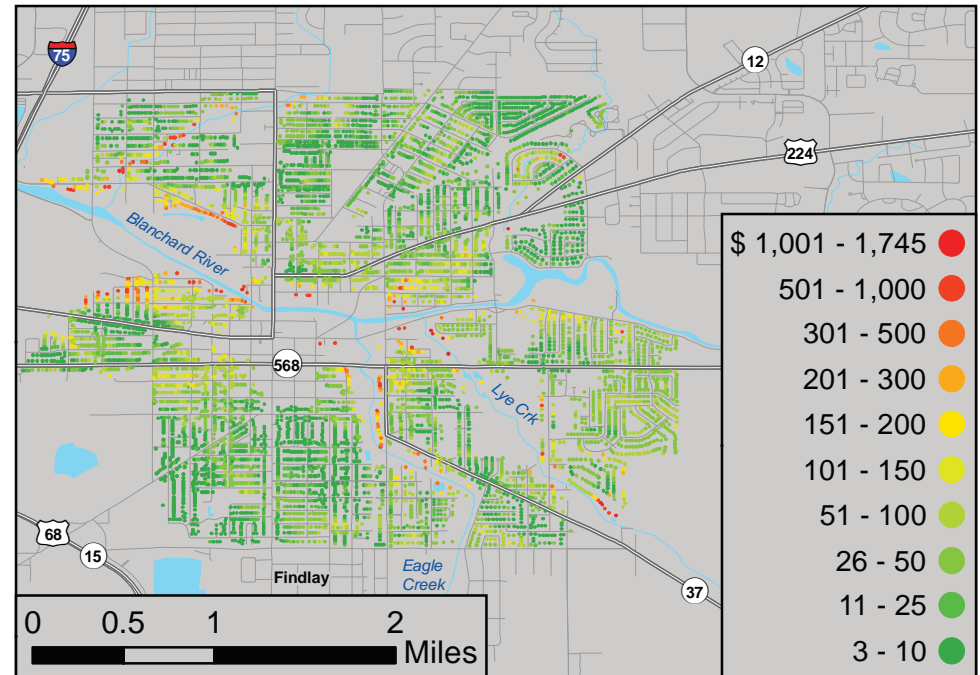 75
12
224
Blanchard River
568
Lye Crk
68
15
Findlay
Eagle
Creek
37
$ 1,001 - 1,745
501 - 1,000
301 - 500
201 - 300
151 - 200
101 - 150
51 - 100
26 - 50
11 - 25
3 - 10
0 0.5 1 2
Miles